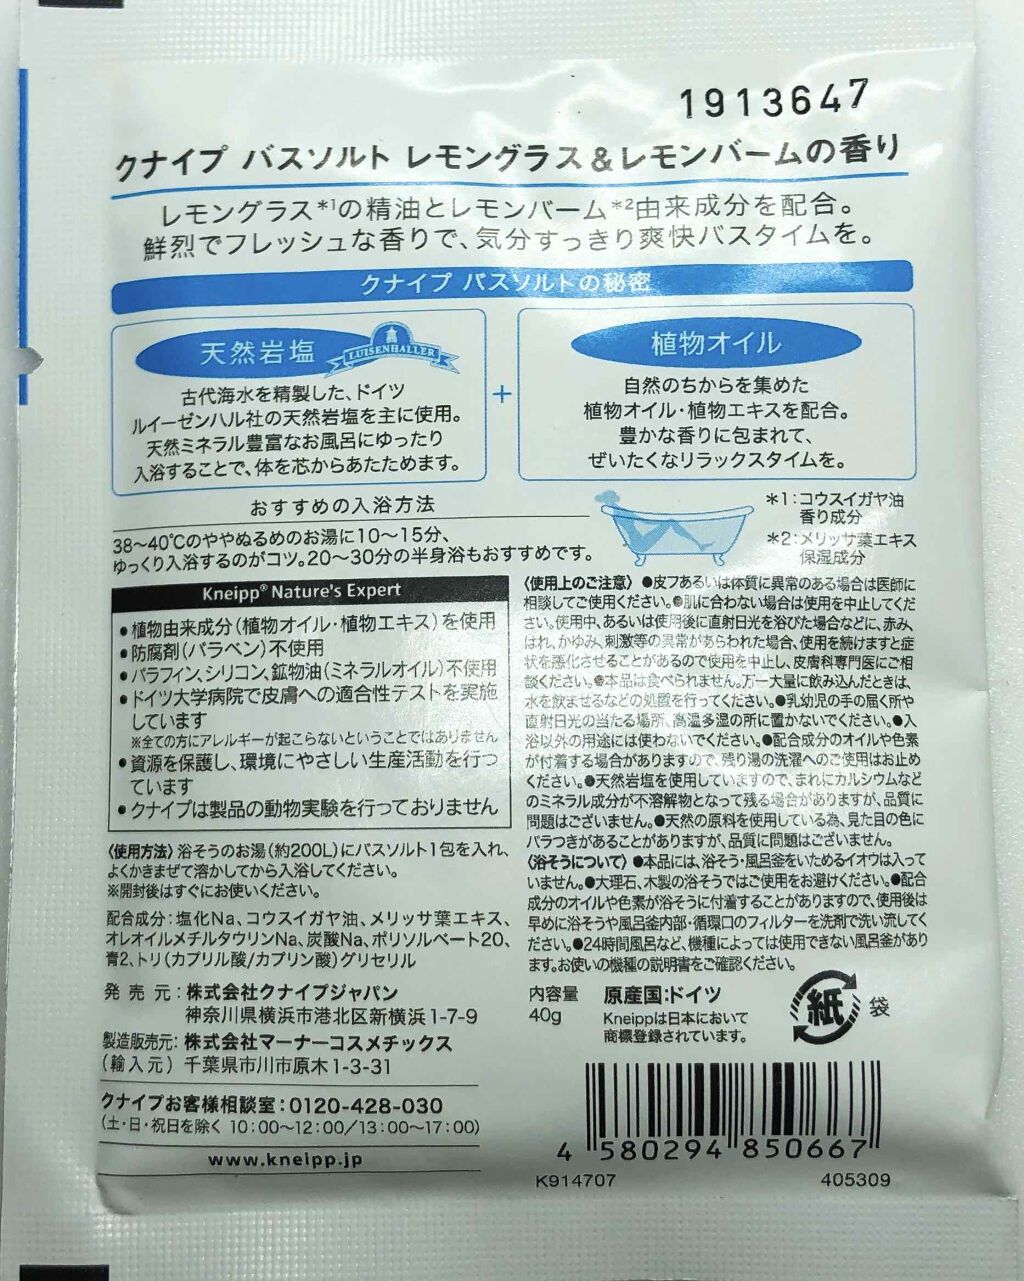 1913647
クナイプ バスソルト レモングラス&レモンバームの香り
レモングラス*1の精油とレモンバーム*2由来成分を配合。
鮮烈でフレッシュな香りで、気分すっきり爽快バスタイムを。
クナイプ バスソルトの秘密
天然岩塩
LUISENHALLER
古代海水を精製した、ドイツ
ルイーゼンハル社の天然岩塩を主に使用。
天然ミネラル豊富なお風呂にゆったり
入浴することで、体を芯からあたためます。
+
植物オイル
自然のちからを集めた
植物オイル・植物エキスを配合。
豊かな香りに包まれて、
ぜいたくなリラックスタイムを。
おすすめの入浴方法
38〜40℃のややぬるめのお湯に10〜15分、
ゆっくり入浴するのがコツ。20〜30分の半身浴もおすすめです。
*1:コウスイガヤ油
香り成分
*2:メリッサ葉エキス
保湿成分
Kneipp® Nature's Expert
●植物由来成分(植物オイル・植物エキス)を使用
●防腐剤(パラベン)不使用
●パラフィン、シリコン、鉱物油(ミネラルオイル)不使用
●ドイツ大学病院で皮膚への適合性テストを実施
しています
※全ての方にアレルギーが起こらないということではありません
●資源を保護し、環境にやさしい生産活動を行っ
ています
●クナイプは製品の動物実験を行っておりません
〈使用方法〉浴そうのお湯(約200L)にバスソルト1包を入れ、
よくかきまぜて溶かしてから入浴してください。
※開封後はすぐにお使いください。
配合成分:塩化Na、コウスイガヤ油、メリッサ葉エキス、
オレオイルメチルタウリンNa、炭酸Na、ポリソルベート20、
青2、トリ(カプリル酸/カプリン酸)グリセリル
発売元:株式会社クナイプジャパン
神奈川県横浜市港北区新横浜1-7-9
製造販売元:株式会社マーナーコスメチックス
(輸入元) 千葉県市川市原木1-3-31
クナイプお客様相談室:0120-428-030
(土・日・祝日を除く 10:00〜12:00/13:00〜17:00)
www.kneipp.jp
〈使用上のご注意〉●皮フあるいは体質に異常のある場合は医師に
相談してご使用ください。●肌に合わない場合は使用を中止してくだ
さい。使用中、あるいは使用後に直射日光を浴びた場合などに、赤み、
はれ、かゆみ、刺激等の異常があらわれた場合、使用を続けますと症
状を悪化させることがあるので使用を中止し、皮膚科専門医にご相
談ください。●本品は食べられません。万一大量に飲み込んだときは、
水を飲ませるなどの処置を行ってください。●乳幼児の手の届く所や
直射日光の当たる場所、高温多湿の所に置かないでください。●入
浴以外の用途には使わないでください。●配合成分のオイルや色素
が付着する場合がありますので、残り湯の洗濯へのご使用はお止め
ください。●天然岩塩を使用していますので、まれにカルシウムなど
のミネラル成分が不溶解物となって残る場合がありますが、品質に
問題はございません。●天然の原料を使用している為、見た目の色に
バラつきがあることがありますが、品質に問題はございません。
〈浴そうについて〉●本品には、浴そう・風呂釜をいためるイオウは入って
いません。●大理石、木製の浴そうではご使用をお避けください。●配合
成分のオイルや色素が浴そうに付着することがありますので、使用後は
早めに浴そうや風呂釜内部・循環口のフィルターを洗剤で洗い流してく
ださい。●24時間風呂など、機種によっては使用できない風呂釜があり
ます。お使いの機種の説明書をご確認ください。
内容量
40g
原産国:ドイツ
Kneippは日本において
商標登録されています。
紙
袋
4 580294 850667
K914707
405309